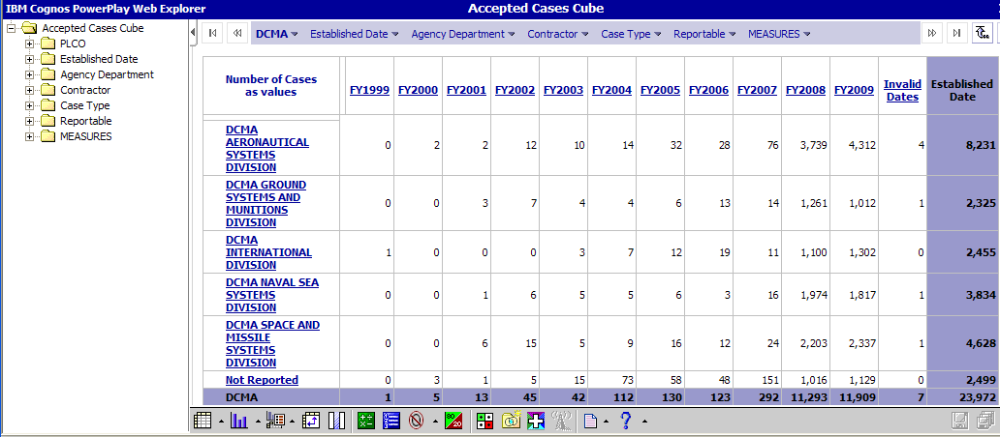 IBM Cognos PowerPlay Web Explorer
Accepted Cases Cube
Accepted Cases Cube
PLCO
Established Date
Agency Department
Contractor
Case Type
Reportable
MEASURES
DCMA Established Date Agency Department Contractor Case Type Reportable MEASURES
Number of Cases
as values
FY1999 FY2000 FY2001 FY2002 FY2003 FY2004 FY2005 FY2006 FY2007 FY2008 FY2009 Invalid
Dates
Established
Date
DCMA
AERONAUTICAL
SYSTEMS
DIVISION
0 2 2 12 10 14 32 28 76 3,739 4,312 4 8,231
DCMA GROUND
SYSTEMS AND
MUNITIONS
DIVISION
0 0 3 7 4 4 6 13 14 1,261 1,012 1 2,325
DCMA
INTERNATIONAL
DIVISION
1 0 0 0 3 7 12 19 11 1,100 1,302 0 2,455
DCMA NAVAL SEA
SYSTEMS
DIVISION
0 0 1 6 5 5 6 3 16 1,974 1,817 1 3,834
DCMA SPACE AND
MISSILE
SYSTEMS
DIVISION
0 0 6 15 5 9 16 12 24 2,203 2,337 1 4,628
Not Reported 0 3 1 5 15 73 58 48 151 1,016 1,129 0 2,499
DCMA 1 5 13 45 42 112 130 123 292 11,293 11,909 7 23,972
80
20
?